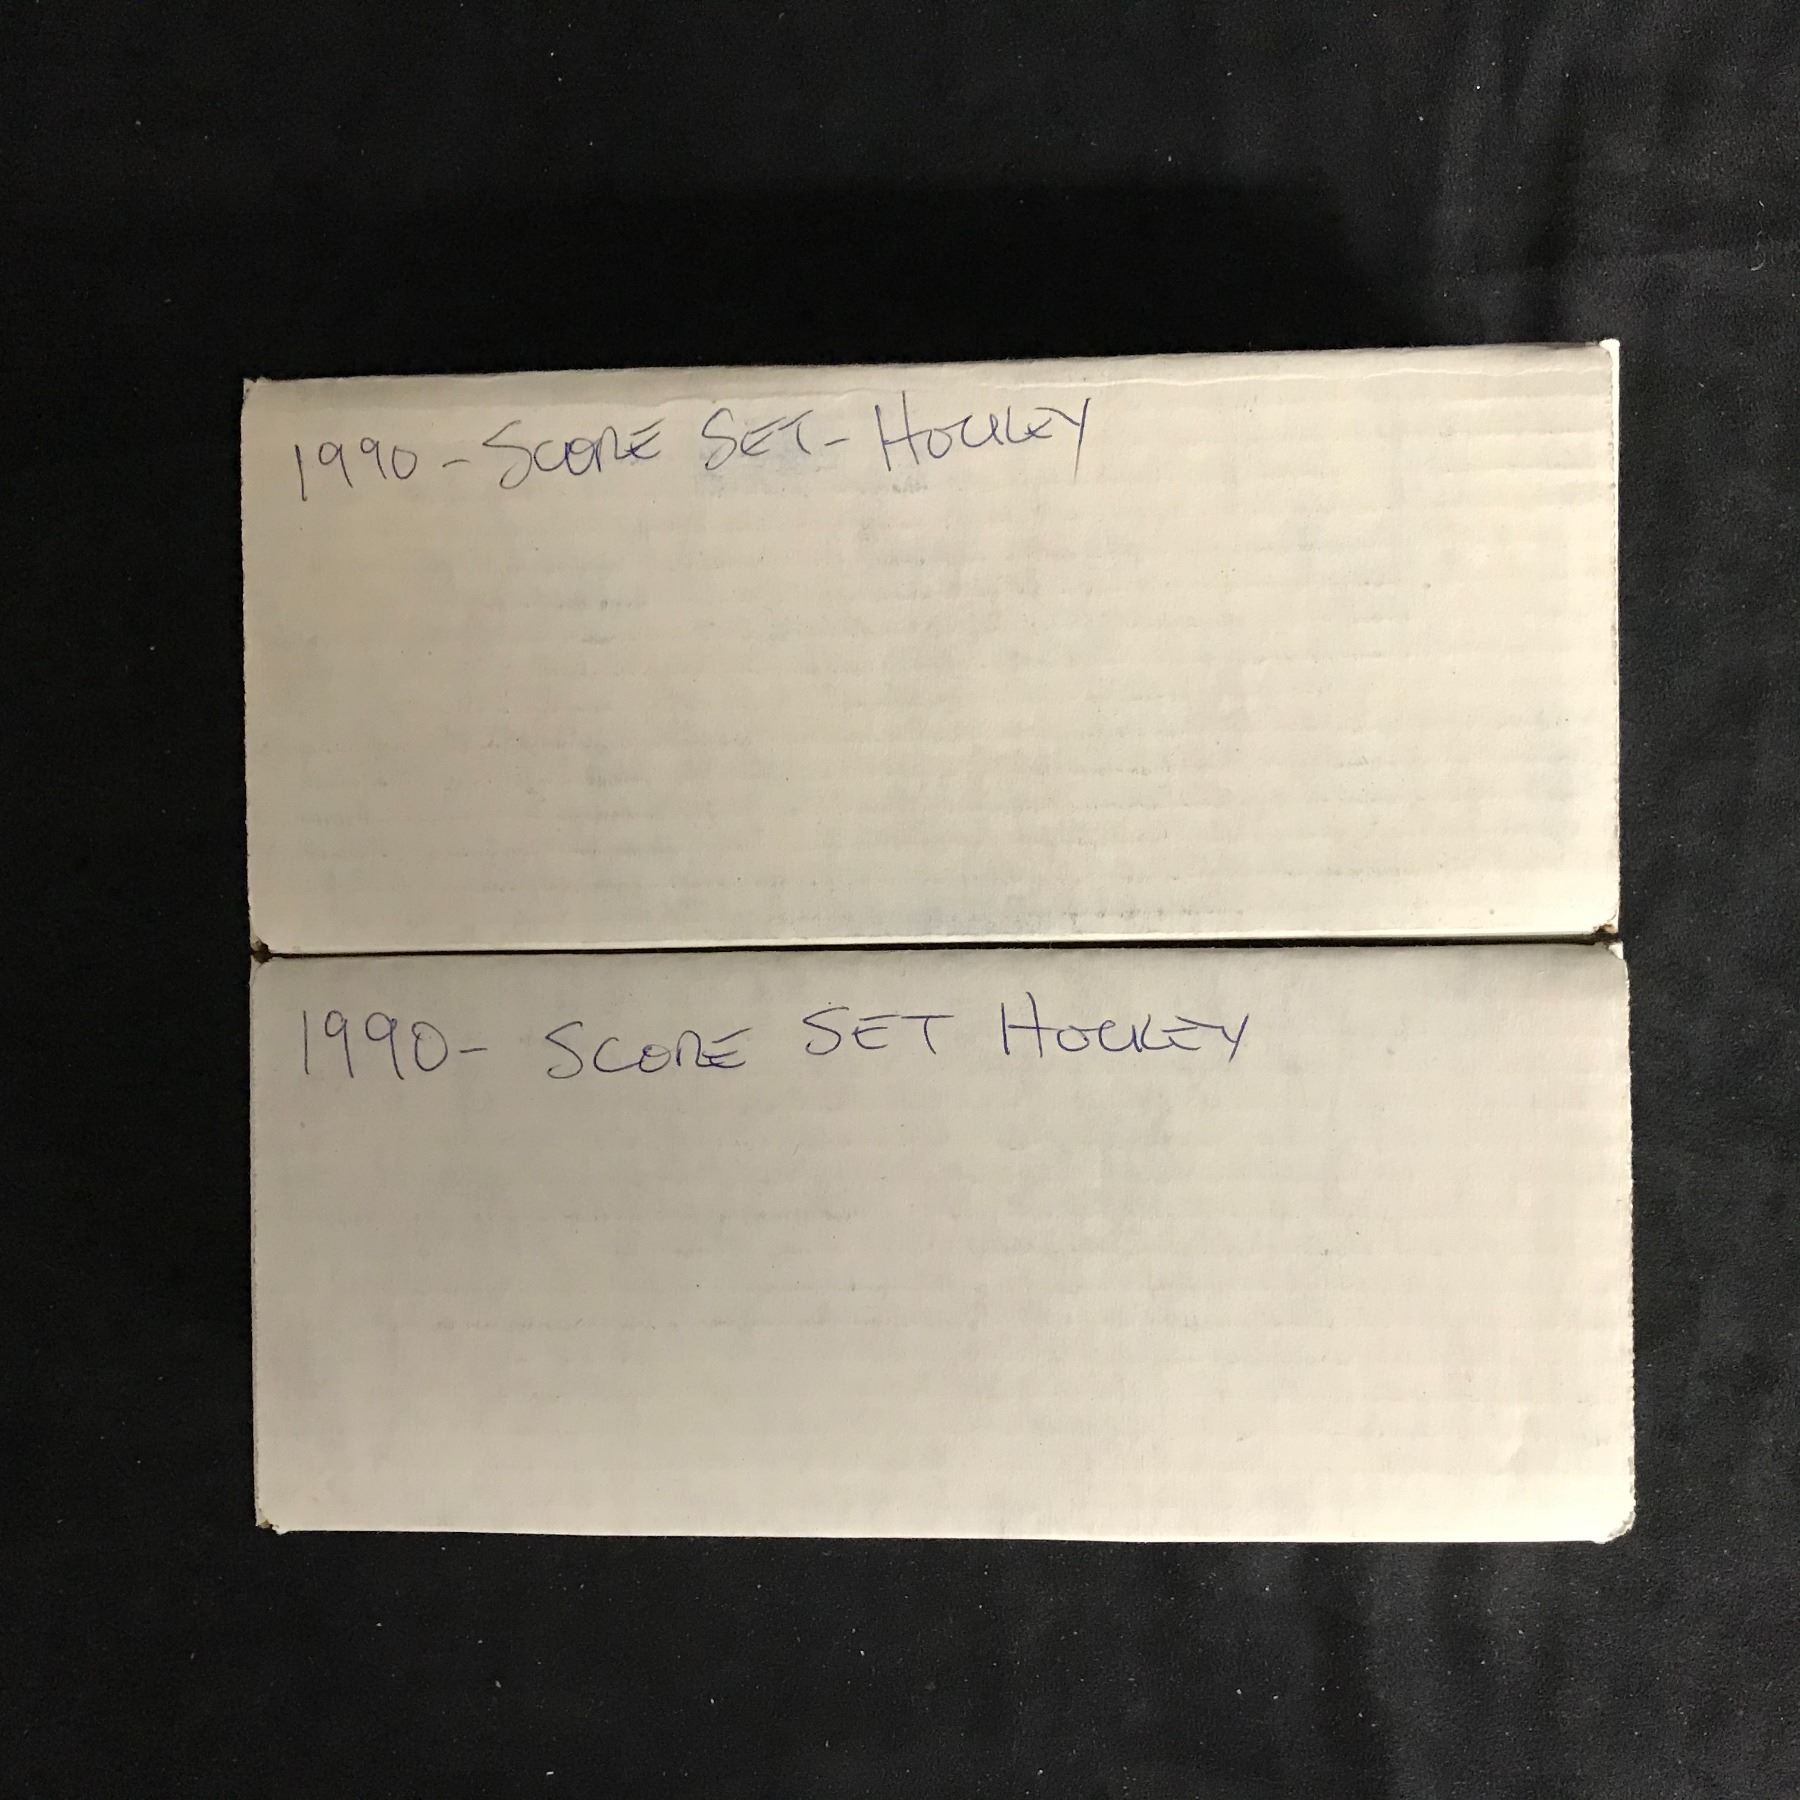 1990 - SCORE SET - HOCKEY
1990 - SCORE SET HOCKEY